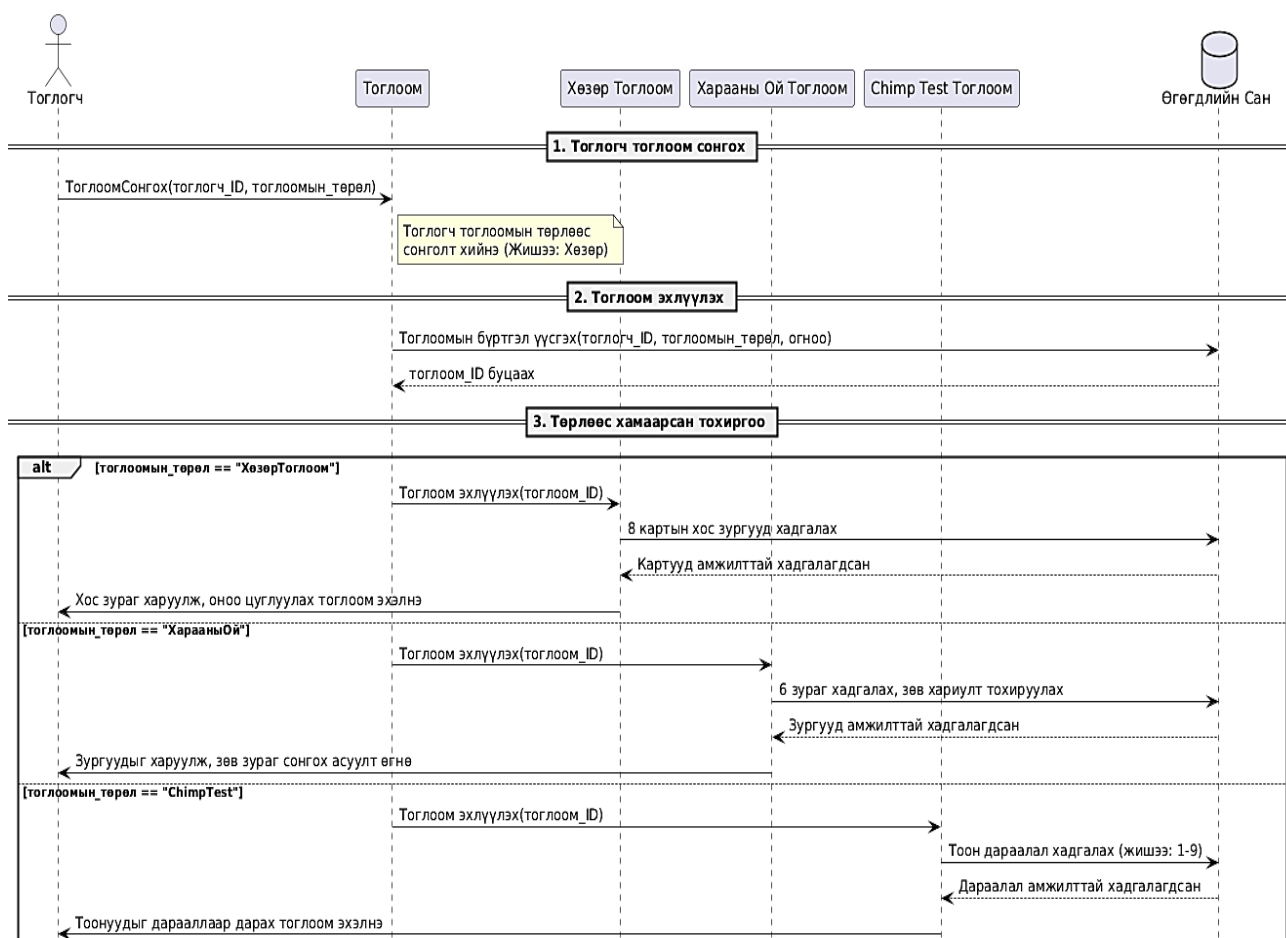 Тоглогч
Тоглоом
Хөзөр Тоглоом
Харааны Ой Тоглоом
Chimp Test Тоглоом
Өгөгдлийн Сан
1. Тоглогч тоглоом сонгох
ТоглоомСонгох(тоглогч_ID, тоглоомын_төрөл)
Тоглогч тоглоомын төрлөөс
сонголт хийнэ (Жишээ: Хөзөр)
2. Тоглоом эхлүүлэх
Тоглоомын бүртгэл үүсгэх(тоглогч_ID, тоглоомын_төрөл, огноо)
тоглоом_ID буцаах
3. Төрлөөс хамаарсан тохиргоо
alt [тоглоомын_төрөл == "ХөзөрТоглоом"]
Тоглоом эхлүүлэх(тоглоом_ID)
8 картын хос зургууд хадгалах
Картууд амжилттай хадгалагдсан
Хос зураг харуулж, оноо цуглуулах тоглоом эхэлнэ
[тоглоомын_төрөл == "ХарааныОй"]
Тоглоом эхлүүлэх(тоглоом_ID)
6 зураг хадгалах, зөв хариулт тохируулах
Зургууд амжилттай хадгалагдсан
Зургуудыг харуулж, зөв зураг сонгох асуулт өгнө
[тоглоомын_төрөл == "ChimpTest"]
Тоглоом эхлүүлэх(тоглоом_ID)
Тоон дараалал хадгалах (жишээ: 1-9)
Дараалал амжилттай хадгалагдсан
Тоонуудыг дарааллаар дарах тоглоом эхэлнэ